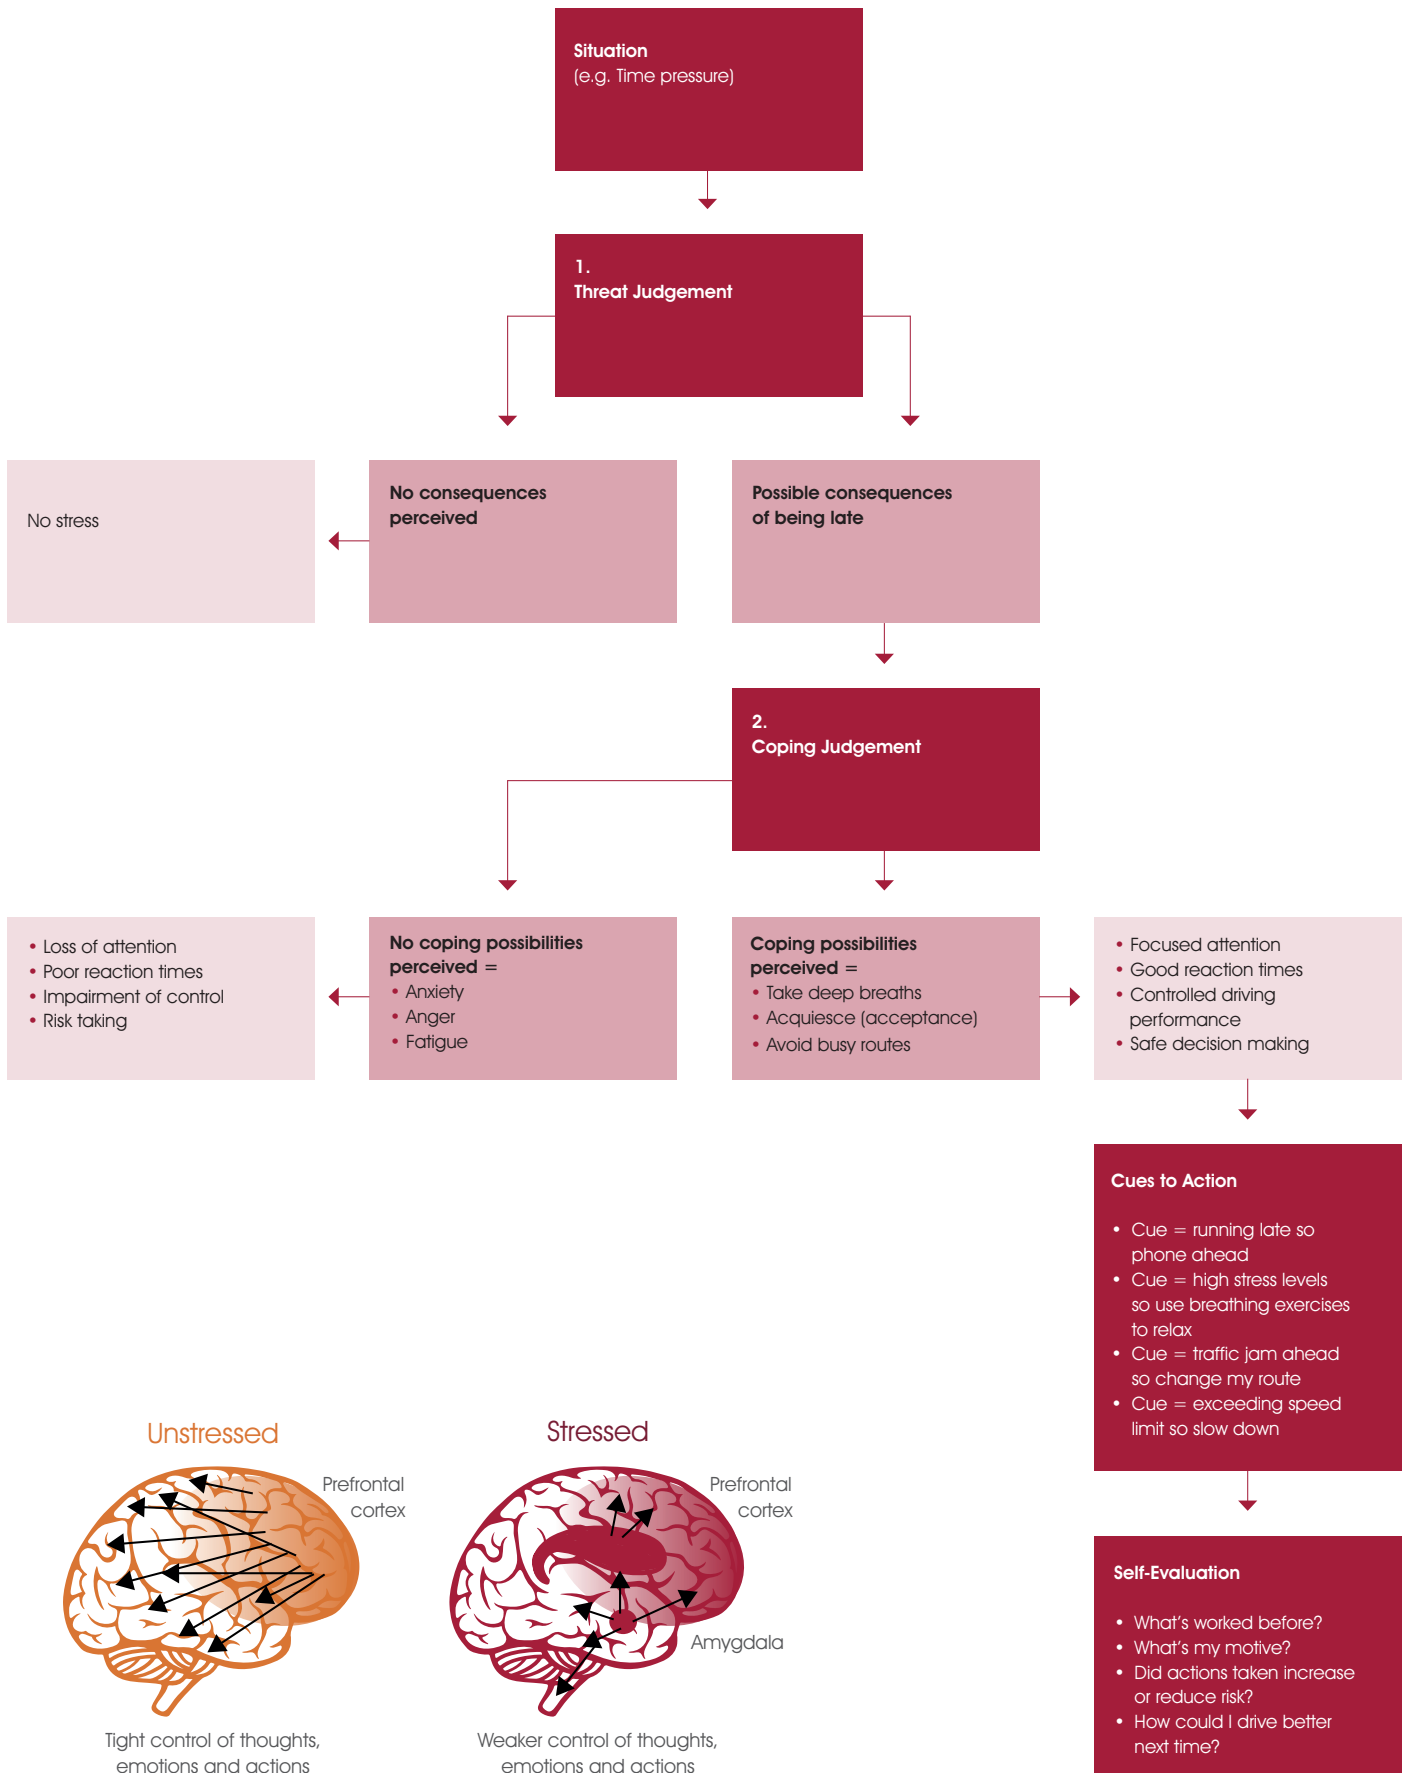 Situation
(e.g. Time pressure)
1.
Threat Judgement
No stress
No consequences
perceived
Possible consequences
of being late
2.
Coping Judgement
• Loss of attention
• Poor reaction times
• Impairment of control
• Risk taking
No coping possibilities
perceived =
• Anxiety
• Anger
• Fatigue
Coping possibilities
perceived =
• Take deep breaths
• Acquiesce (acceptance)
• Avoid busy routes
• Focused attention
• Good reaction times
• Controlled driving
performance
• Safe decision making
Cues to Action
• Cue = running late so
phone ahead
• Cue = high stress levels
so use breathing exercises
to relax
• Cue = traffic jam ahead
so change my route
• Cue = exceeding speed
limit so slow down
Unstressed
Prefrontal
cortex
Tight control of thoughts,
emotions and actions
Stressed
Prefrontal
cortex
Amygdala
Weaker control of thoughts,
emotions and actions
Self-Evaluation
• What's worked before?
• What's my motive?
• Did actions taken increase
or reduce risk?
• How could I drive better
next time?